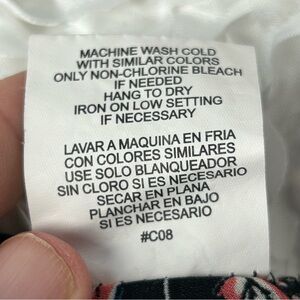 MACHINE WASH COLD
WITH SIMILAR COLORS
ONLY NON-CHLORINE BLEACH
IF NEEDED
HANG TO DRY
IRON ON LOW SETTING
IF NECESSARY
LAVAR A MAQUINA EN FRIA
CON COLORES SIMILARES
USE SOLO BLANQUEADOR
SIN CLORO SI ES NECESARIO
SECAR EN PLANA
PLANCHAR EN BAJO
SI ES NECESARIO
#C08